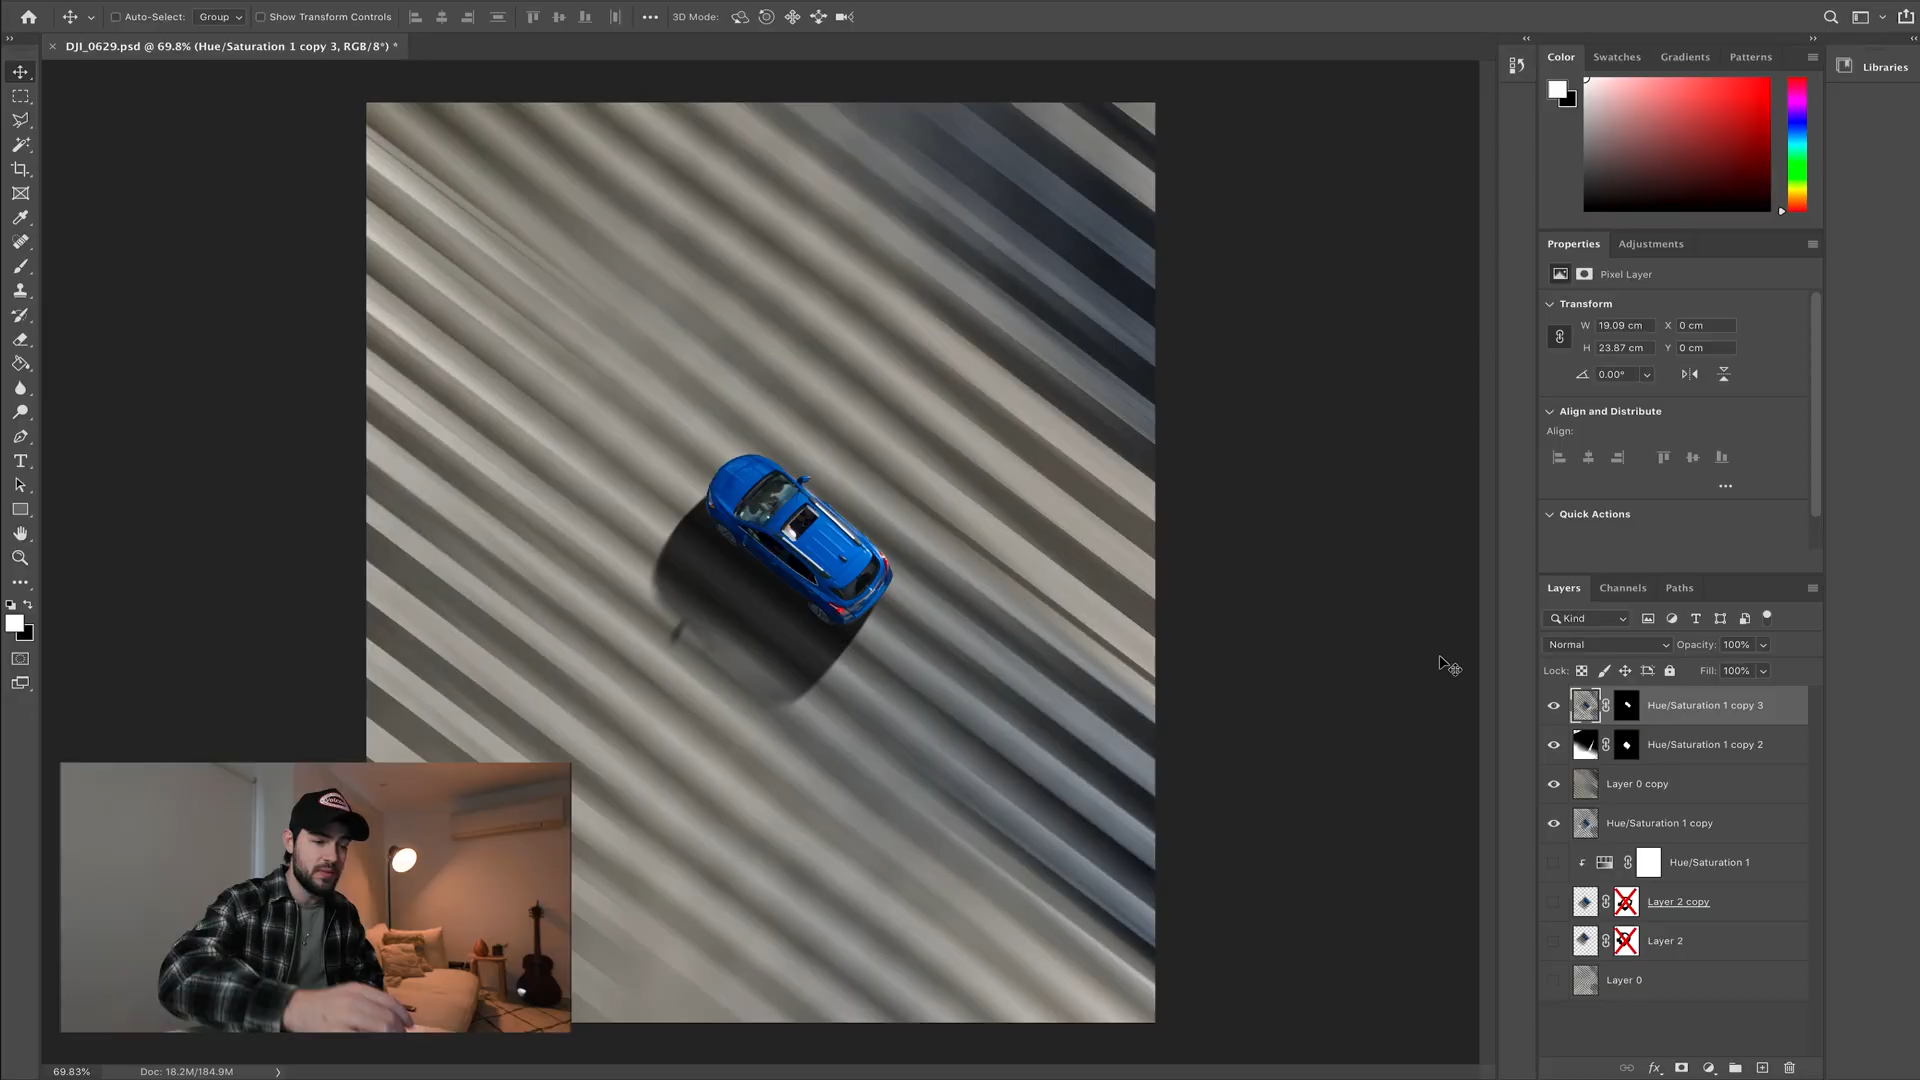 Auto-Select:
Group
Show Transform Controls
3D Mode:
DJI_0629.psd @ 69.8% (Hue/Saturation 1 copy 3, RGB/8*) *
Color
Swatches
Gradients
Patterns
Libraries
Properties
Adjustments
Pixel Layer
Transform
W 19.09 cm X 0 cm
H 23.87 cm Y 0 cm
0.00°
Align and Distribute
Align:
Quick Actions
Layers
Channels
Paths
Kind
Normal
Opacity: 100%
Lock:
Fill: 100%
Hue/Saturation 1 copy 3
Hue/Saturation 1 copy 2
Layer 0 copy
Hue/Saturation 1 copy
Hue/Saturation 1
Layer 2 copy
Layer 2
Layer 0
69.83%
Doc: 18.2M/184.9M